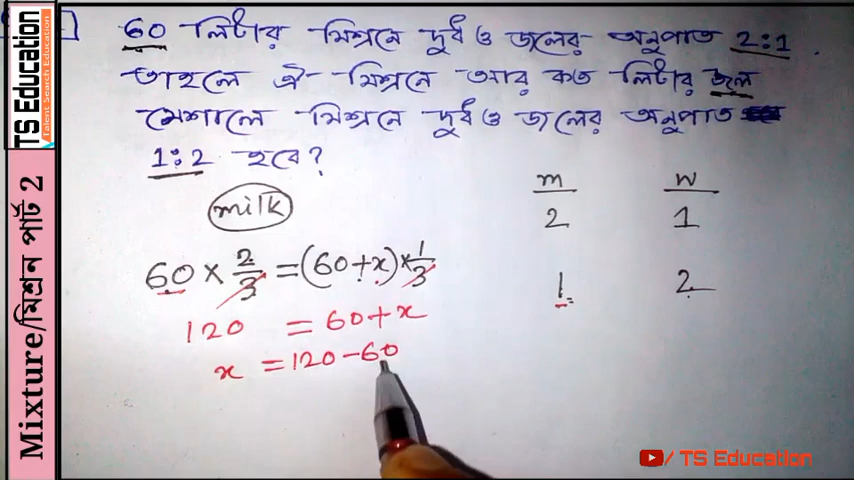 TS Education
Talent Search Education
Mixture/মিশ্রন পার্ট 2
60 লিটার মিশ্রনে দুধ ও জলের অনুপাত 2:1
তাহলে ঐ মিশ্রনে আর কত লিটার জল
মেশালে মিশ্রনে দুধ ও জলের অনুপাত
1:2 হবে?
milk
m W
2 1
1 2
60 × 2/3 = (60+x) × 1/3
120 = 60+x
x = 120-60
/ TS Education